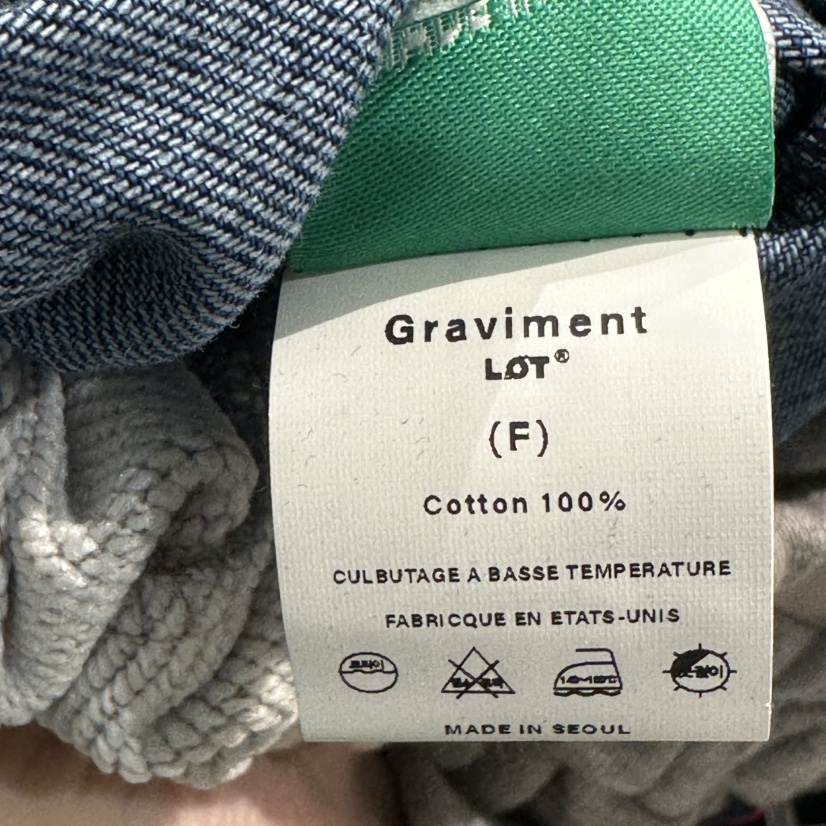 Graviment
LØT®
(F)
Cotton 100%
CULBUTAGE A BASSE TEMPERATURE
FABRICQUE EN ETATS-UNIS
MADE IN SEOUL